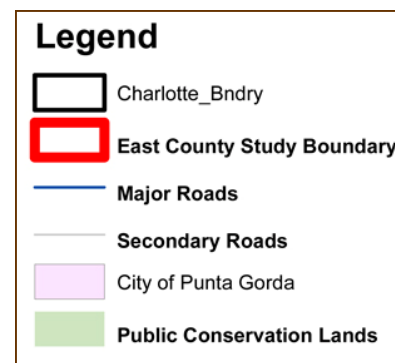 Legend
Charlotte_Bndry
East County Study Boundary
Major Roads
Secondary Roads
City of Punta Gorda
Public Conservation Lands